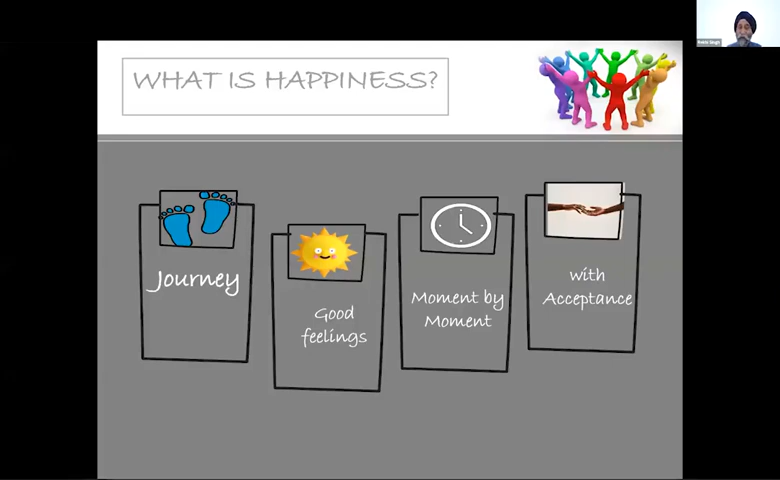 WHAT IS HAPPINESS?
Journey
Good
feelings
Moment by
Moment
with
Acceptance